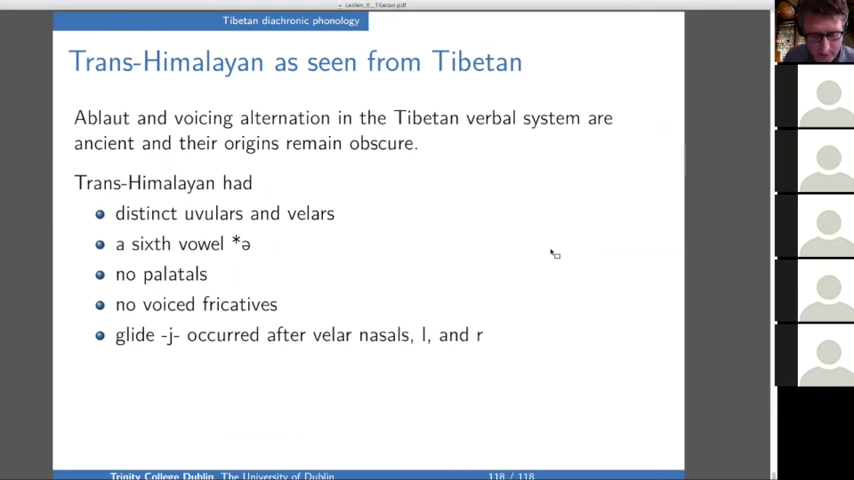 Leiden_6__Tibetan.pdf
Tibetan diachronic phonology
Trans-Himalayan as seen from Tibetan
Ablaut and voicing alternation in the Tibetan verbal system are
ancient and their origins remain obscure.
Trans-Himalayan had
distinct uvulars and velars
a sixth vowel *ə
no palatals
no voiced fricatives
glide -j- occurred after velar nasals, l, and r
Trinity College Dublin, The University of Dublin
118 / 118